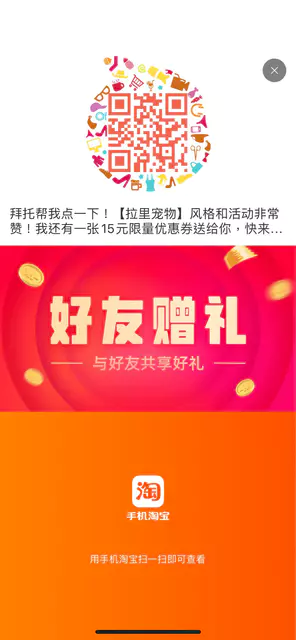 拜托帮我点一下！【拉里宠物】风格和活动非常
赞！我还有一张15元限量优惠券送给你，快来...
好友赠礼
与好友共享好礼
淘
手机淘宝
用手机淘宝扫一扫即可查看